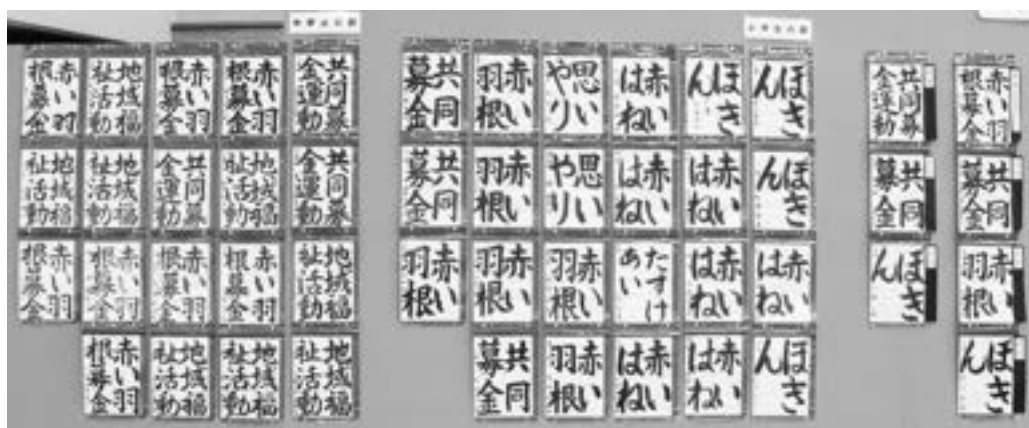 中学生の部
赤い羽
根募金
地域福
祉活動
赤い羽
根募金
赤い羽
根募金
共同募
金運動
地域福
祉活動
地域福
祉活動
共同募
金運動
地域福
祉活動
共同募
金運動
赤い羽
根募金
赤い羽
根募金
赤い羽
根募金
赤い羽
根募金
地域福
祉活動
赤い羽
根募金
地域福
祉活動
地域福
祉活動
地域福
祉活動
小学生の部
共同
募金
赤い
羽根
思い
やり
赤い
はね
ぼき
ん
ぼき
ん
共同
募金
赤い
羽根
思い
やり
赤い
はね
赤い
はね
ぼき
ん
赤い
羽根
赤い
羽根
赤い
羽根
たすけ
あい
赤い
はね
赤い
はね
共同
募金
赤い
羽根
赤い
はね
赤い
はね
ぼき
ん
共同募
金運動
赤い羽
根募金
共同
募金
共同
募金
ぼき
ん
赤い
羽根
ぼき
ん